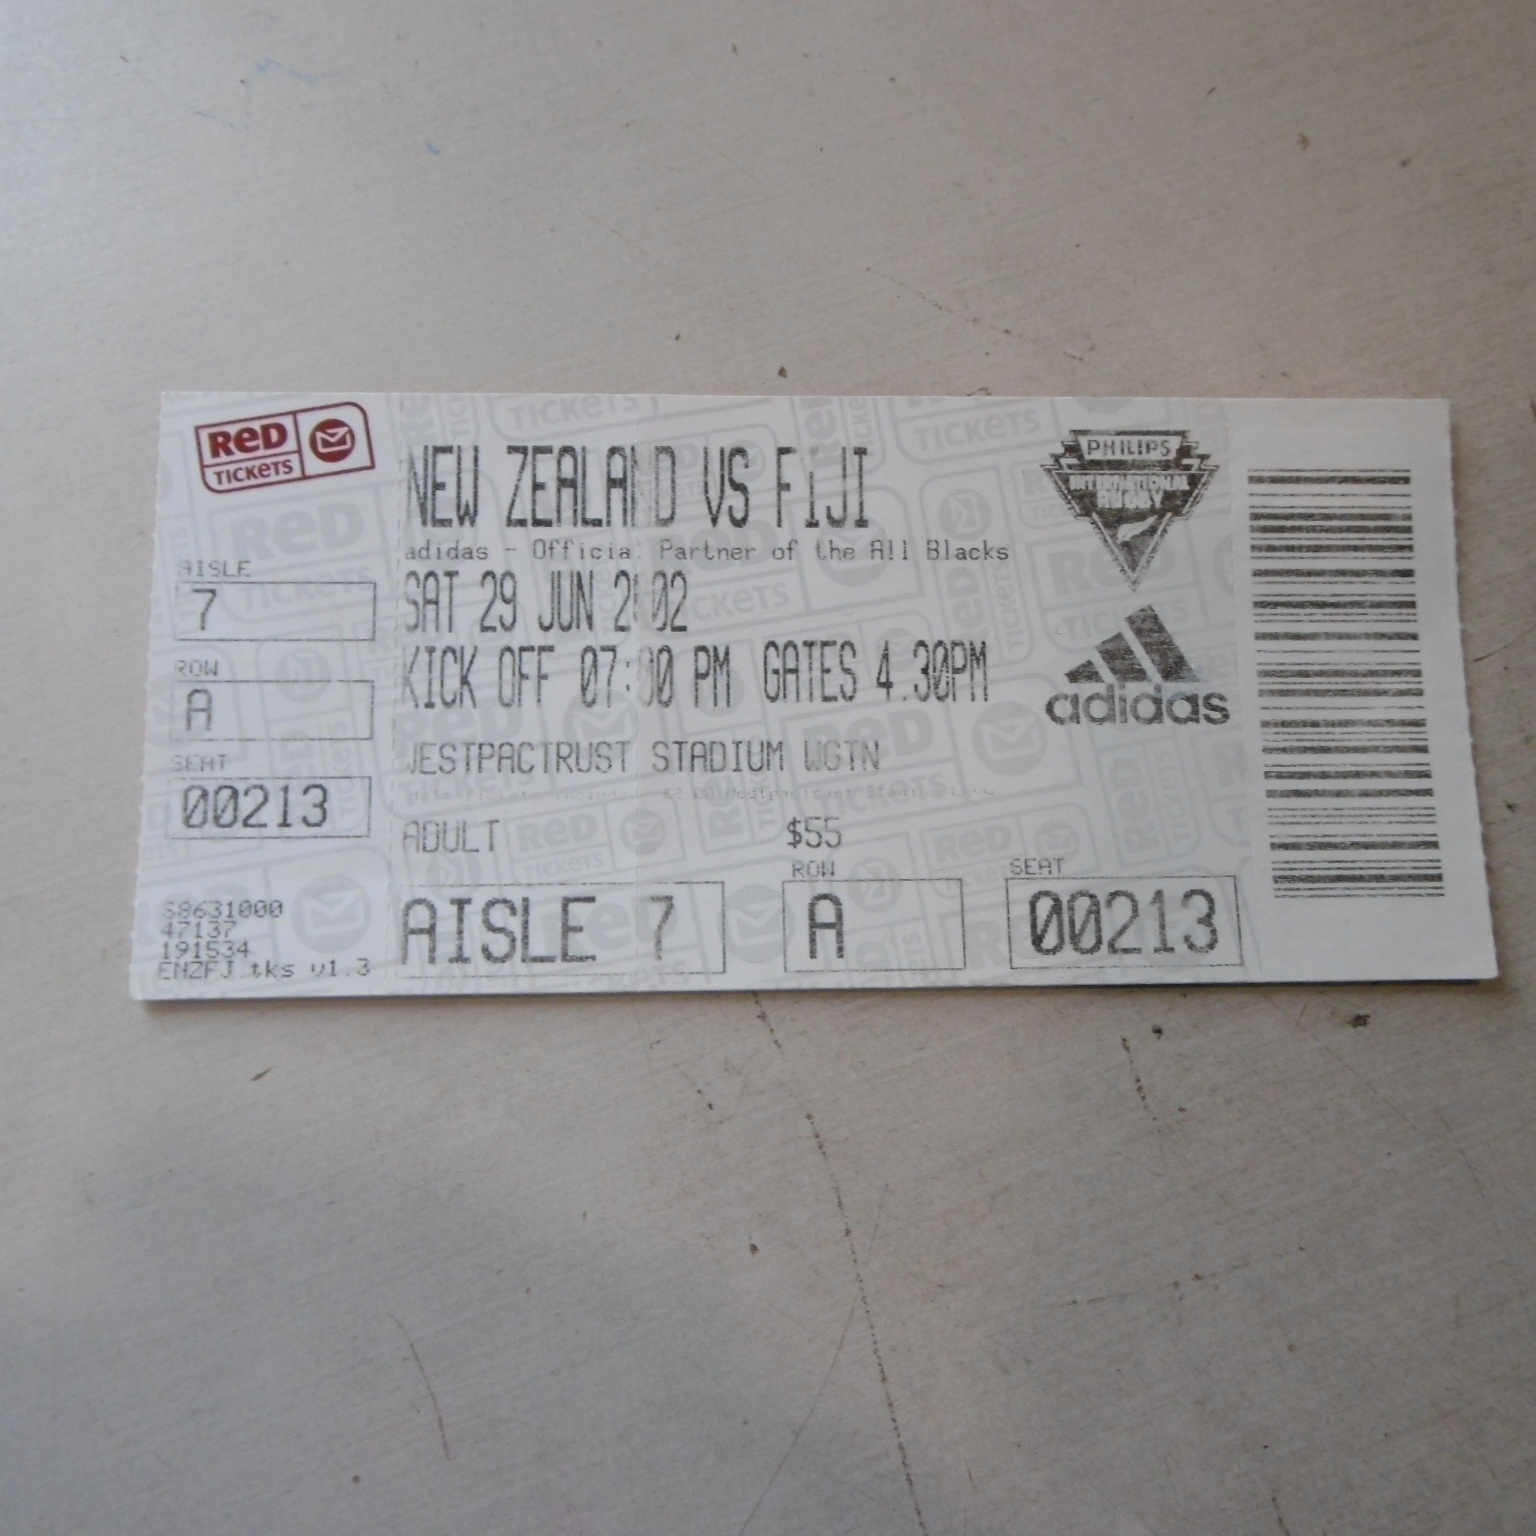 ReD
TICKETS
AISLE
7
ROW
A
SEAT
00213
S8631000
47137
191534
ENZFJ.tks v1.3
NEW ZEALAND VS FIJI
adidas - Official Partner of the All Blacks
SAT 29 JUN 2002
KICK OFF 07:00 PM GATES 4.30PM
WESTPACTRUST STADIUM WGTN
ADULT $55
AISLE 7
ROW
A
SEAT
00213
PHILIPS
INTERNATIONAL
RUGBY
adidas